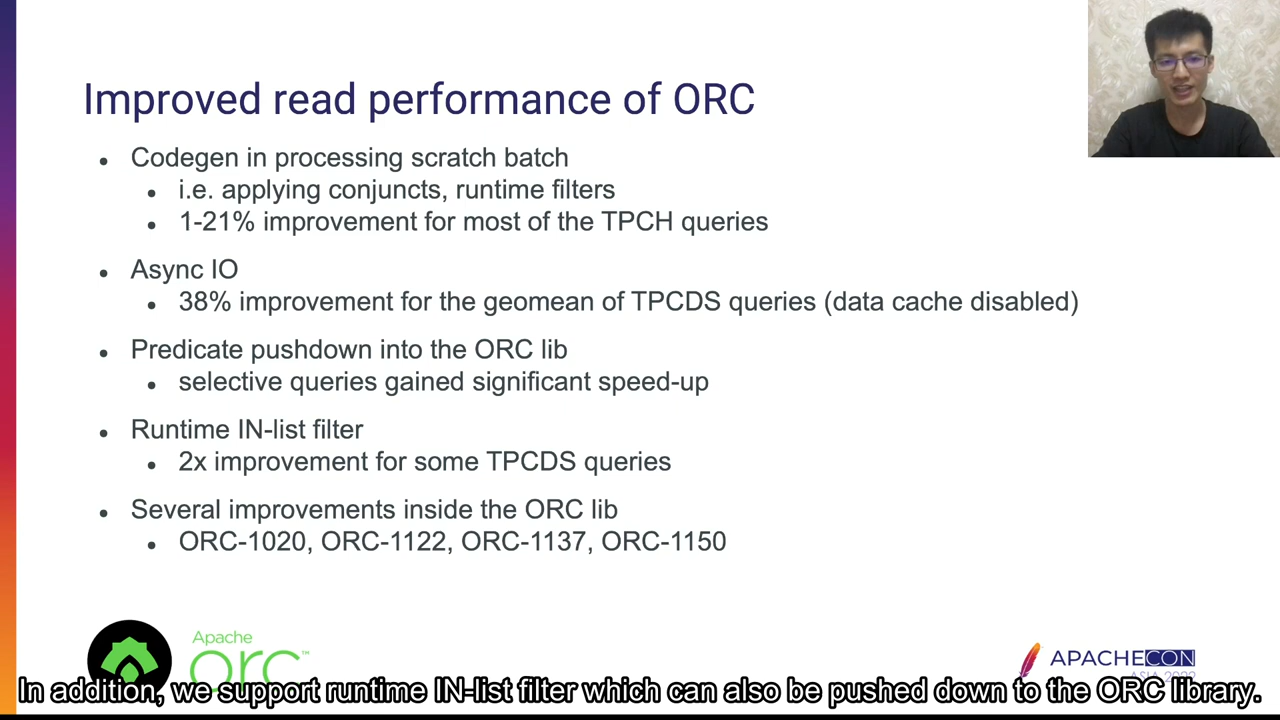 Improved read performance of ORC
Codegen in processing scratch batch
i.e. applying conjuncts, runtime filters
1-21% improvement for most of the TPCH queries
Async IO
38% improvement for the geomean of TPCDS queries (data cache disabled)
Predicate pushdown into the ORC lib
selective queries gained significant speed-up
Runtime IN-list filter
2x improvement for some TPCDS queries
Several improvements inside the ORC lib
ORC-1020, ORC-1122, ORC-1137, ORC-1150
Apache
orc™
APACHECON
ASIA 2022
In addition, we support runtime IN-list filter which can also be pushed down to the ORC library.